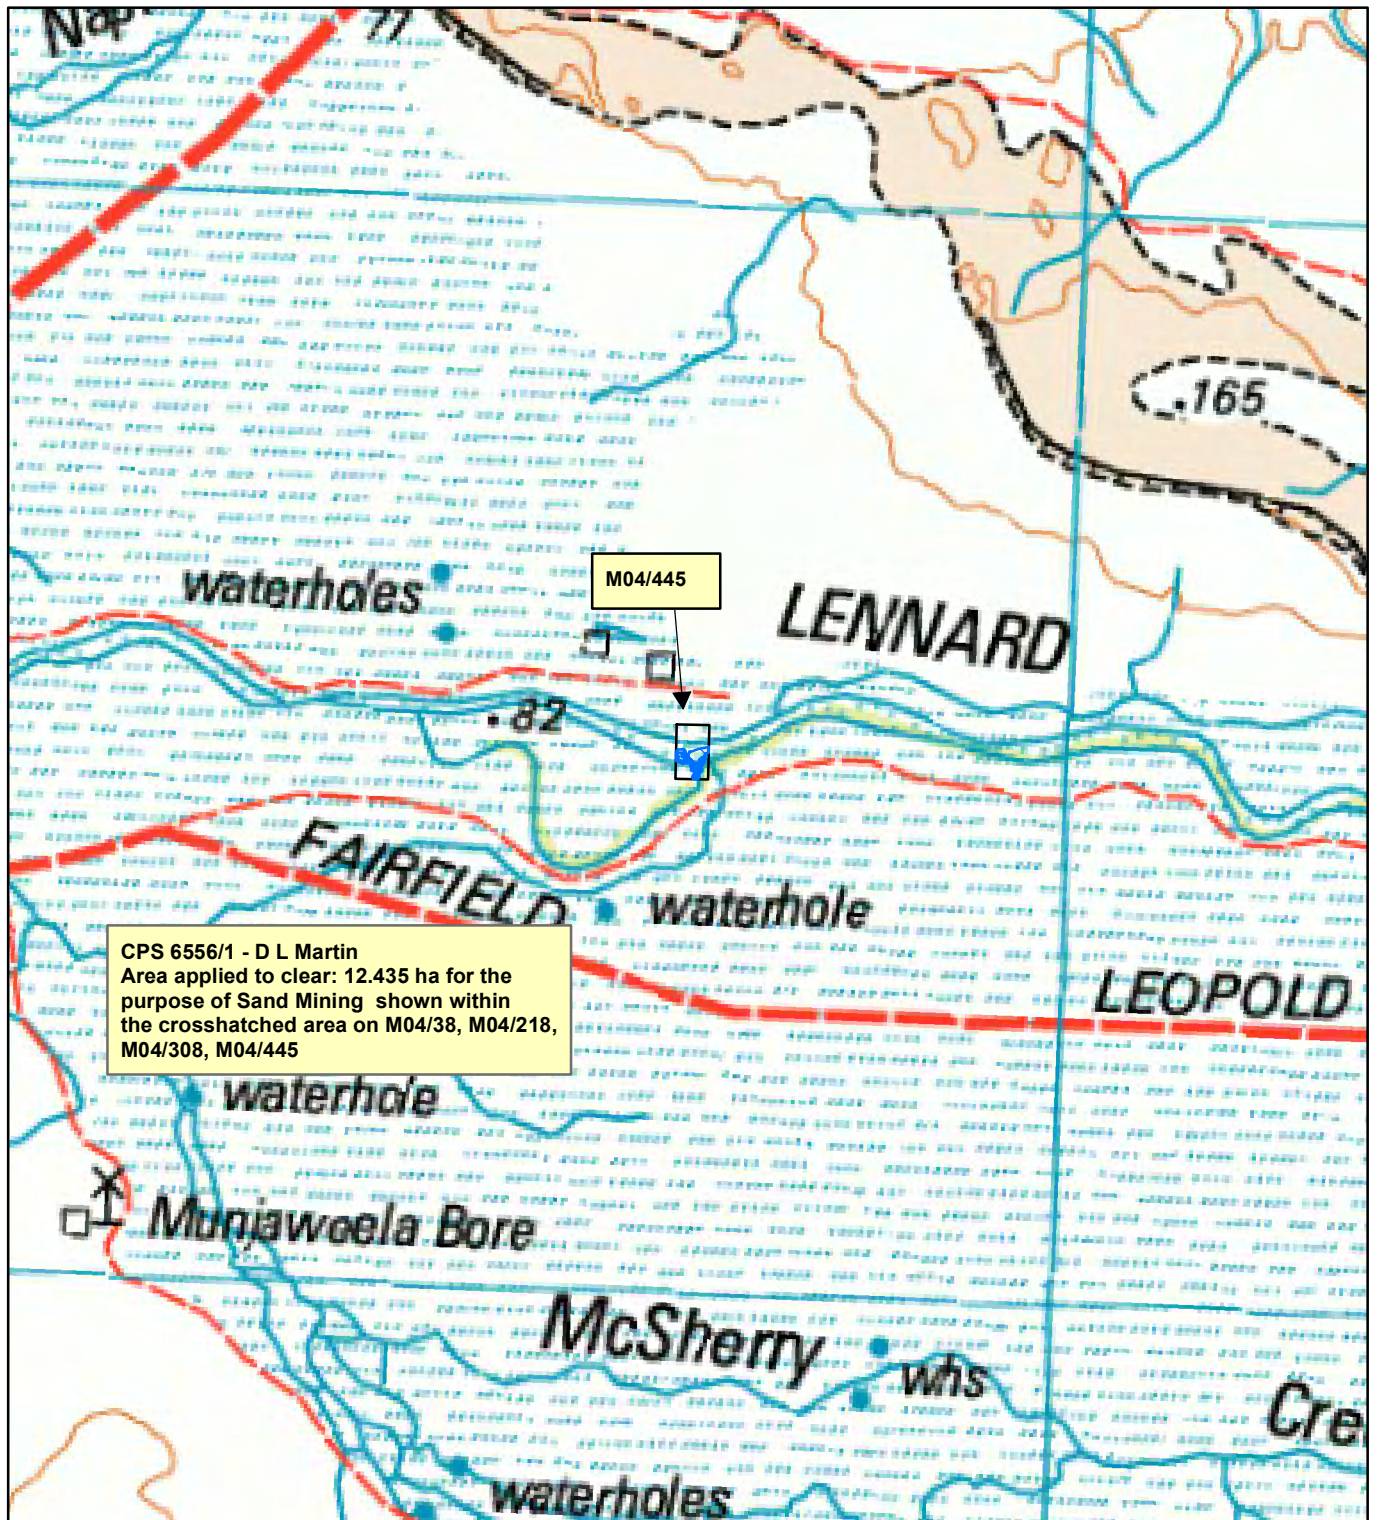 Nap
77
165
waterholes
M04/445
LENNARD
82
FAIRFIELD
waterhole
CPS 6556/1 - D L Martin
Area applied to clear: 12.435 ha for the
purpose of Sand Mining shown within
the crosshatched area on M04/38, M04/218,
M04/308, M04/445
LEOPOLD
waterhole
Munjaweela Bore
McSherry
whs
Cre
waterholes